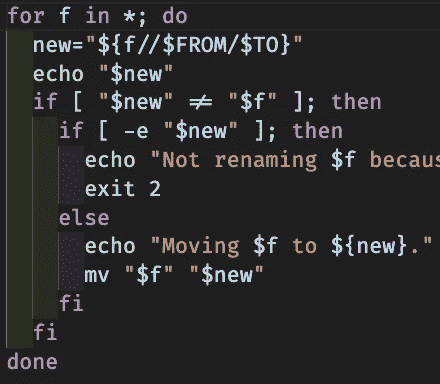 for f in *; do
new="${f//$FROM/$TO}"
echo "$new"
if [ "$new" != "$f" ]; then
if [ -e "$new" ]; then
echo "Not renaming $f becaus
exit 2
else
echo "Moving $f to ${new}."
mv "$f" "$new"
fi
fi
done